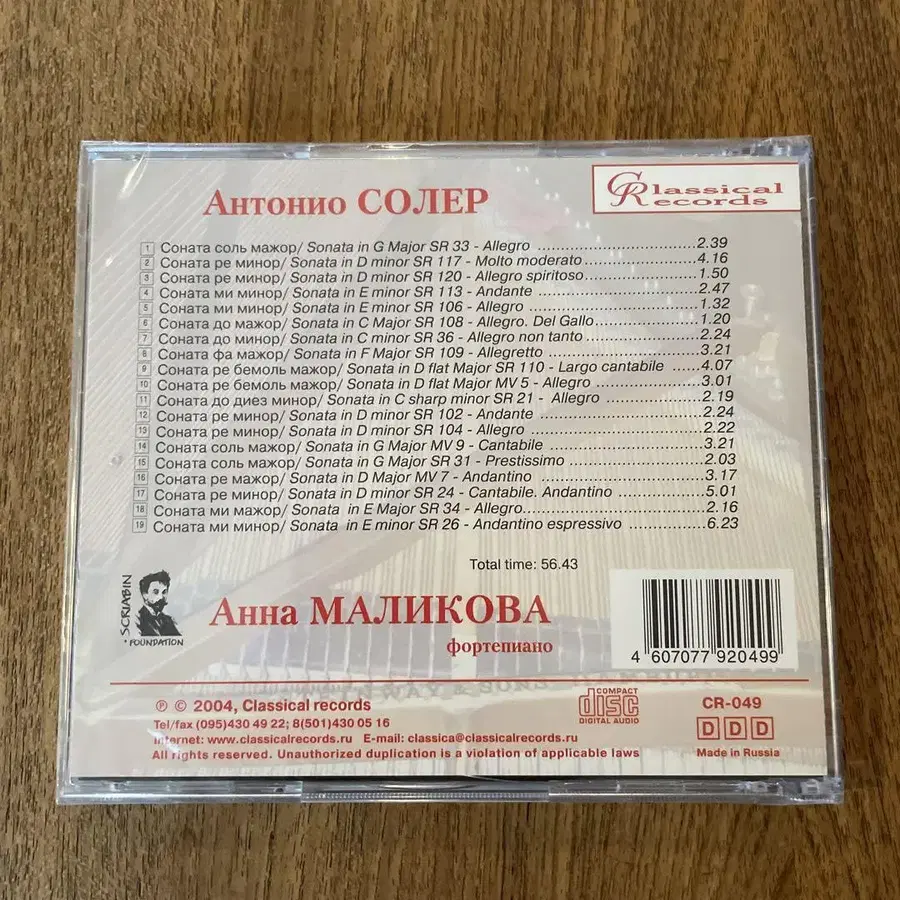 Антонио СОЛЕР
Classical
Records
1 Соната соль мажор/ Sonata in G Major SR 33 - Allegro ........2.39
2 Соната ре минор/ Sonata in D minor SR 117 - Molto moderato........4.16
3 Соната ре минор/ Sonata in D minor SR 120 - Allegro spiritoso........1.50
4 Соната ми минор/ Sonata in E minor SR 113 - Andante ........2.47
5 Соната ми минор/ Sonata in E minor SR 106 - Allegro ........1.32
6 Соната до мажор/ Sonata in C Major SR 108 - Allegro. Del Gallo........1.20
7 Соната до минор/ Sonata in C minor SR 36 - Allegro non tanto ........2.24
8 Соната фа мажор/ Sonata in F Major SR 109 - Allegretto ........3.21
9 Соната ре бемоль мажор/ Sonata in D flat Major SR 110 - Largo cantabile ......4.07
10 Соната ре бемоль мажор/ Sonata in D flat Major MV 5 - Allegro ........3.01
11 Соната до диез минор/ Sonata in C sharp minor SR 21 - Allegro ........2.19
12 Соната ре минор/ Sonata in D minor SR 102 - Andante ........2.24
13 Соната ре минор/ Sonata in D minor SR 104 - Allegro ........2.22
14 Соната соль мажор/ Sonata in G Major MV 9 - Cantabile ........3.21
15 Соната соль мажор/ Sonata in G Major SR 31 - Prestissimo ........2.03
16 Соната ре мажор/ Sonata in D Major MV 7 - Andantino ........3.17
17 Соната ре минор/ Sonata in D minor SR 24 - Cantabile. Andantino ........5.01
18 Соната ми мажор/ Sonata in E Major SR 34 - Allegro........2.16
19 Соната ми минор/ Sonata in E minor SR 26 - Andantino espressivo ........6.23
Total time: 56.43
SCRIABIN
FOUNDATION
Анна МАЛИКОВА
фортепиано
4 607077 920499
℗ © 2004, Classical records
Tel/fax (095)430 49 22; 8(501)430 05 16
Internet: www.classicalrecords.ru E-mail: classica@classicalrecords.ru
All rights reserved. Unauthorized duplication is a violation of applicable laws
COMPACT
disc
DIGITAL AUDIO
CR-049
D D D
Made in Russia